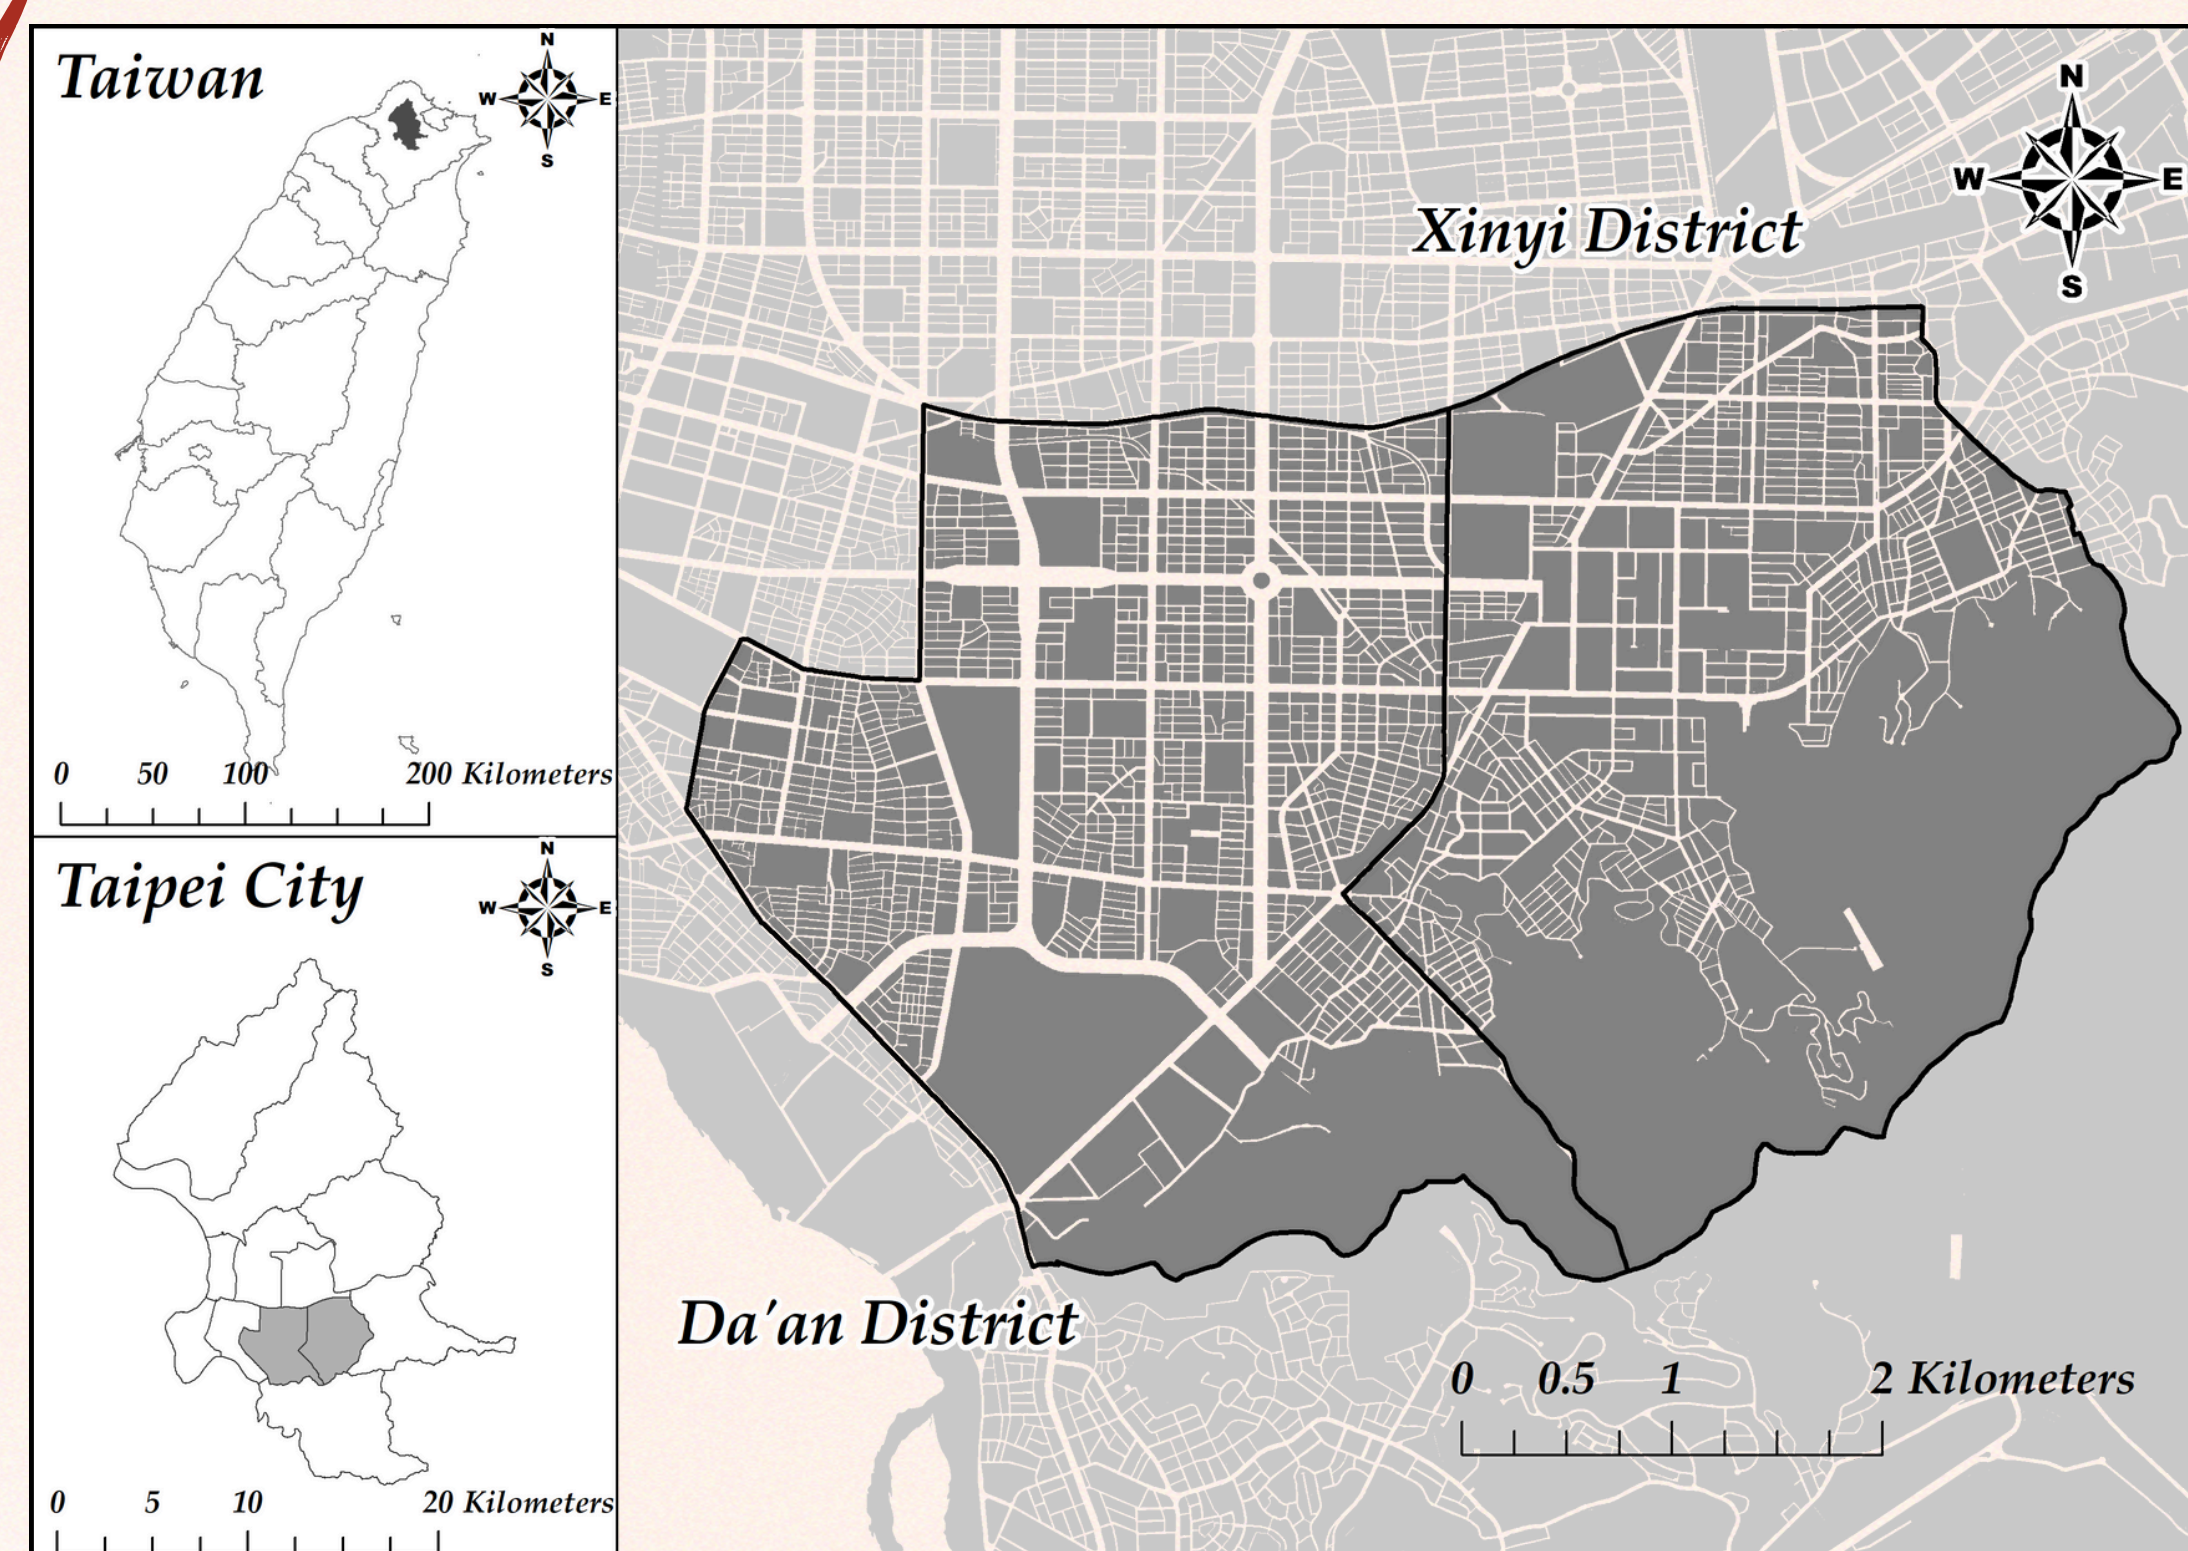 Taiwan
N
W E
S
0 50 100 200 Kilometers
Taipei City
N
W E
S
0 5 10 20 Kilometers
N
W E
S
Xinyi District
Da'an District
0 0.5 1 2 Kilometers